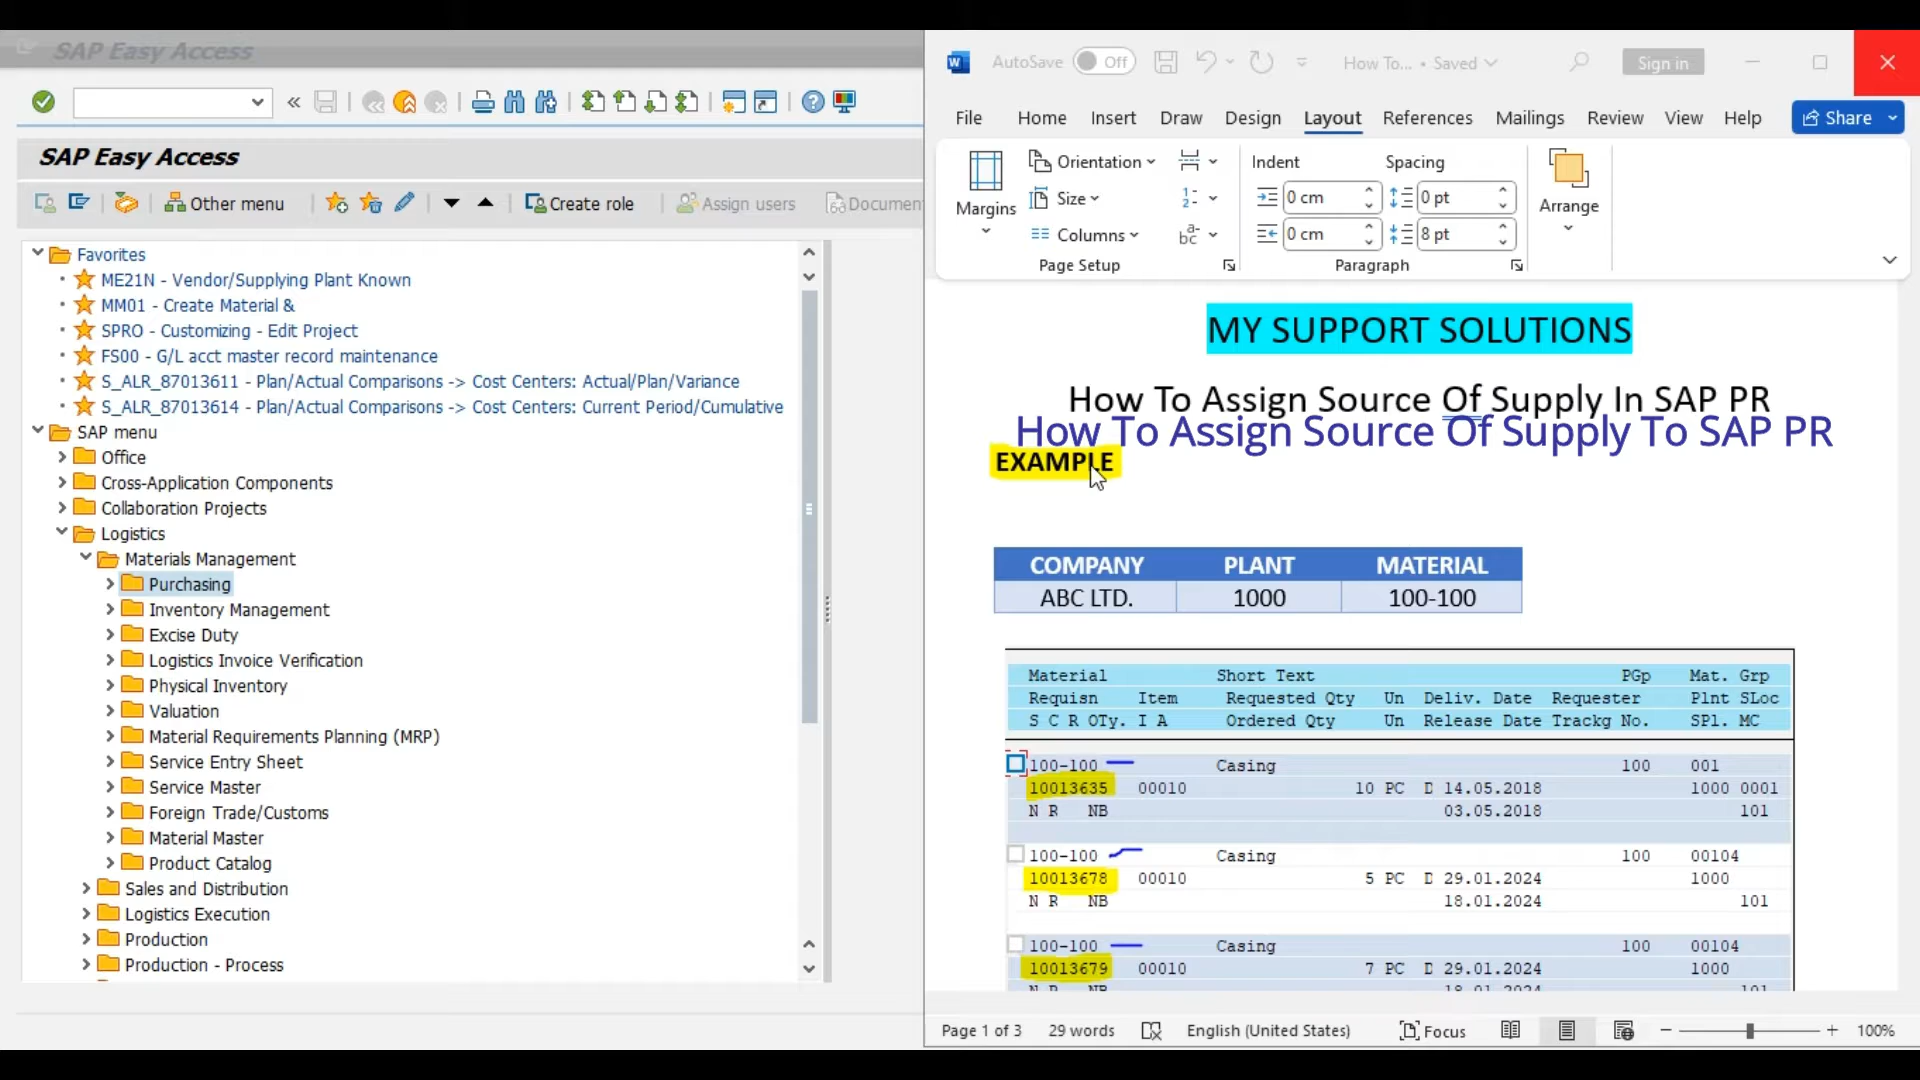 SAP Easy Access
SAP Easy Access
Other menu
Create role
Assign users
Documen
Favorites
ME21N - Vendor/Supplying Plant Known
MM01 - Create Material &
SPRO - Customizing - Edit Project
FS00 - G/L acct master record maintenance
S_ALR_87013611 - Plan/Actual Comparisons -> Cost Centers: Actual/Plan/Variance
S_ALR_87013614 - Plan/Actual Comparisons -> Cost Centers: Current Period/Cumulative
SAP menu
Office
Cross-Application Components
Collaboration Projects
Logistics
Materials Management
Purchasing
Inventory Management
Excise Duty
Logistics Invoice Verification
Physical Inventory
Valuation
Material Requirements Planning (MRP)
Service Entry Sheet
Service Master
Foreign Trade/Customs
Material Master
Product Catalog
Sales and Distribution
Logistics Execution
Production
Production - Process
AutoSave Off How To... • Saved Sign in
File Home Insert Draw Design Layout References Mailings Review View Help Share
Margins
Orientation
Size
Columns
Page Setup
Indent Spacing
0 cm 0 pt
0 cm 8 pt
Paragraph
Arrange
MY SUPPORT SOLUTIONS
How To Assign Source Of Supply In SAP PR
How To Assign Source Of Supply To SAP PR
EXAMPLE
COMPANY PLANT MATERIAL
ABC LTD. 1000 100-100
Material Short Text PGp Mat. Grp
Requisn Item Requested Qty Un Deliv. Date Requester Plnt SLoc
S C R OTy. I A Ordered Qty Un Release Date Trackg No. SPl. MC
100-100 Casing 100 001
10013635 00010 10 PC D 14.05.2018 1000 0001
N R NB 03.05.2018 101
100-100 Casing 100 00104
10013678 00010 5 PC D 29.01.2024 1000
N R NB 18.01.2024 101
100-100 Casing 100 00104
10013679 00010 7 PC D 29.01.2024 1000
N R NB 18.01.2024 101
Page 1 of 3 29 words English (United States) Focus 100%